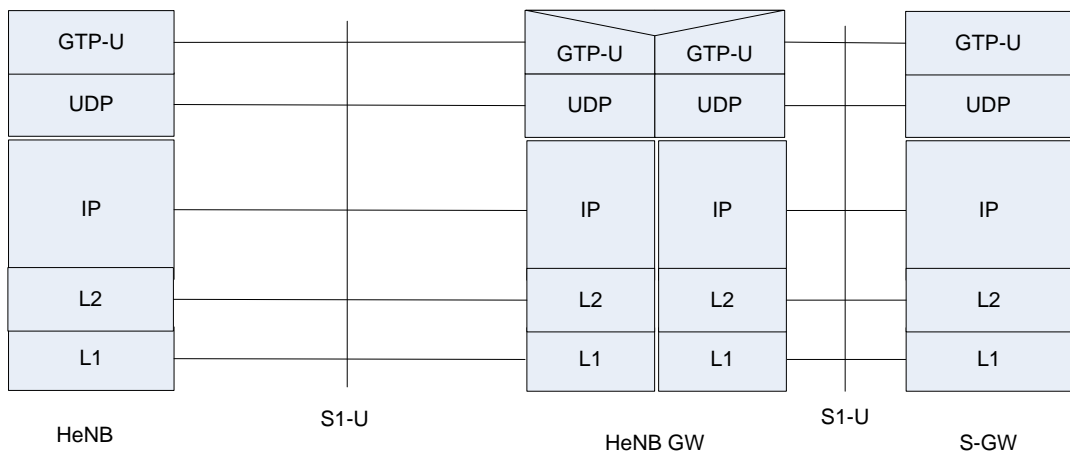 GTP-U GTP-U GTP-U GTP-U
UDP UDP UDP UDP
IP IP IP IP
L2 L2 L2 L2
L1 L1 L1 L1
S1-U S1-U
HeNB HeNB GW S-GW